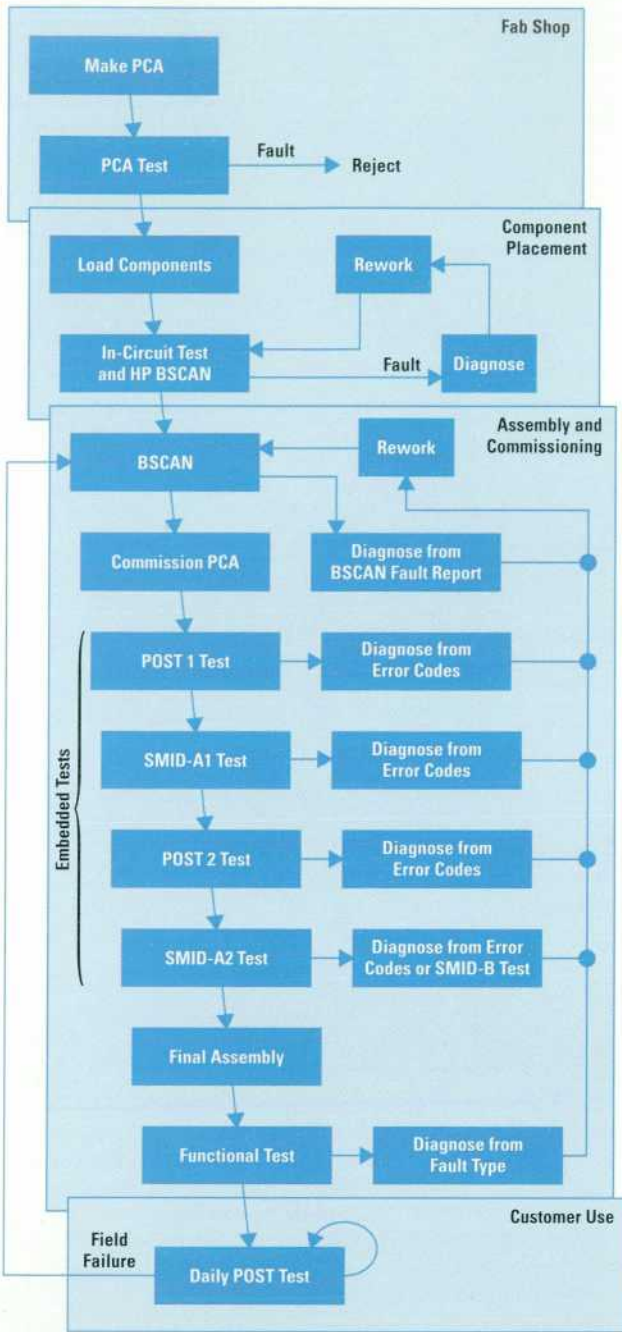 Fab Shop
Make PCA
PCA Test
Fault
Reject
Component
Placement
Load Components
Rework
In-Circuit Test
and HP BSCAN
Fault
Diagnose
Assembly and
Commissioning
BSCAN
Rework
Commission PCA
Diagnose from
BSCAN Fault Report
Embedded Tests
POST 1 Test
Diagnose from
Error Codes
SMID-A1 Test
Diagnose from
Error Codes
POST 2 Test
Diagnose from
Error Codes
SMID-A2 Test
Diagnose from Error
Codes or SMID-B Test
Final Assembly
Functional Test
Diagnose from
Fault Type
Customer Use
Field
Failure
Daily POST Test